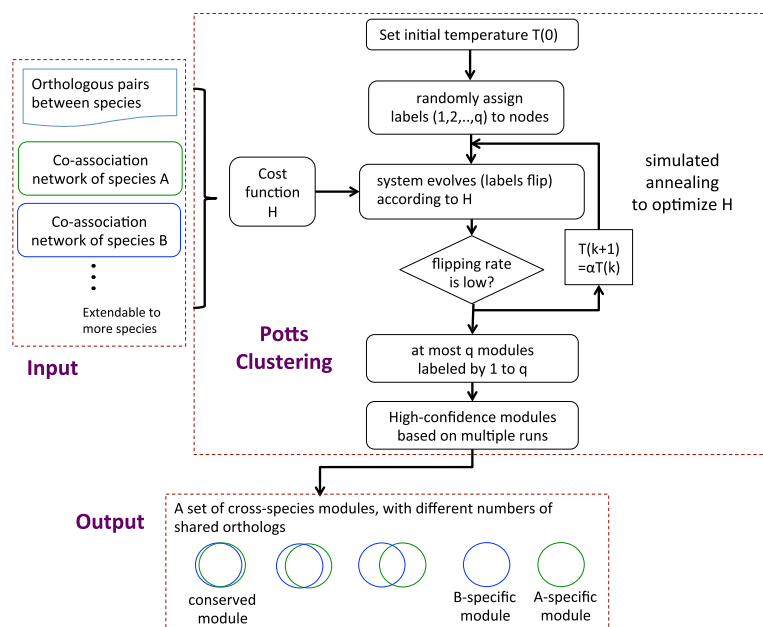 Set initial temperature T(0)
Orthologous pairs
between species
randomly assign
labels (1,2,..,q) to nodes
Co-association
network of species A
Cost
function
H
system evolves (labels flip)
according to H
simulated
annealing
to optimize H
Co-association
network of species B
flipping rate
is low?
T(k+1)
=αT(k)
Extendable to
more species
Input
Potts
Clustering
at most q modules
labeled by 1 to q
High-confidence modules
based on multiple runs
Output
A set of cross-species modules, with different numbers of
shared orthologs
conserved
module
B-specific
module
A-specific
module